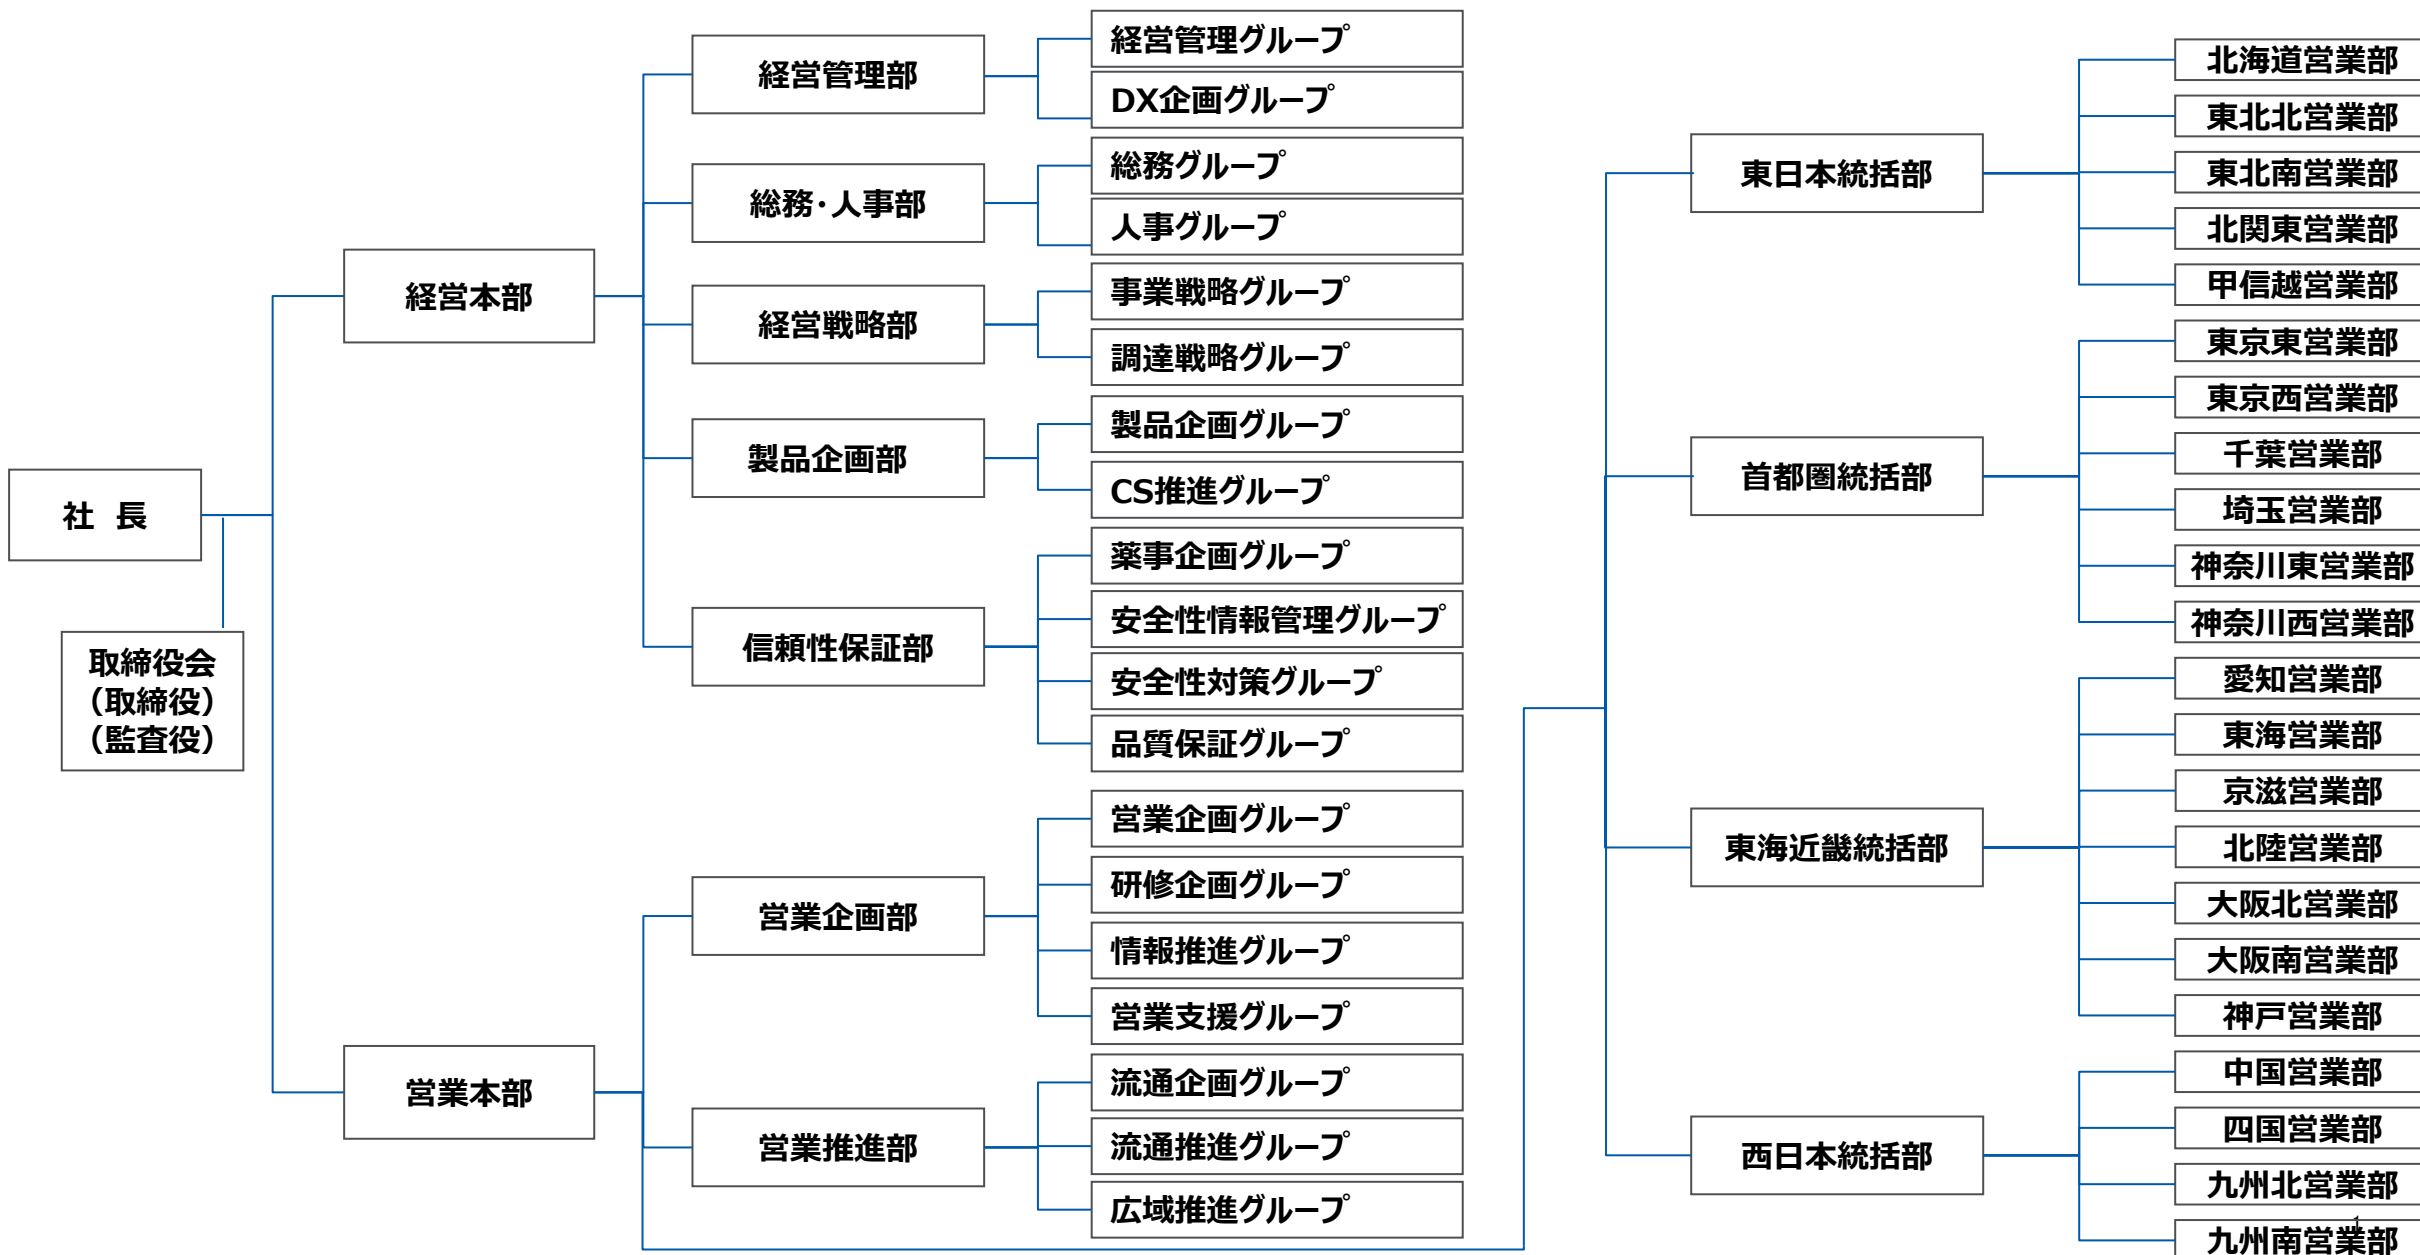 社 長
取締役会
（取締役）
（監査役）
経営本部
営業本部
経営管理部
総務・人事部
経営戦略部
製品企画部
信頼性保証部
営業企画部
営業推進部
経営管理グループ
DX企画グループ
総務グループ
人事グループ
事業戦略グループ
調達戦略グループ
製品企画グループ
CS推進グループ
薬事企画グループ
安全性情報管理グループ
安全性対策グループ
品質保証グループ
営業企画グループ
研修企画グループ
情報推進グループ
営業支援グループ
流通企画グループ
流通推進グループ
広域推進グループ
東日本統括部
首都圏統括部
東海近畿統括部
西日本統括部
北海道営業部
東北北営業部
東北南営業部
北関東営業部
甲信越営業部
東京東営業部
東京西営業部
千葉営業部
埼玉営業部
神奈川東営業部
神奈川西営業部
愛知営業部
東海営業部
京滋営業部
北陸営業部
大阪北営業部
大阪南営業部
神戸営業部
中国営業部
四国営業部
九州北営業部
九州南営業部
1